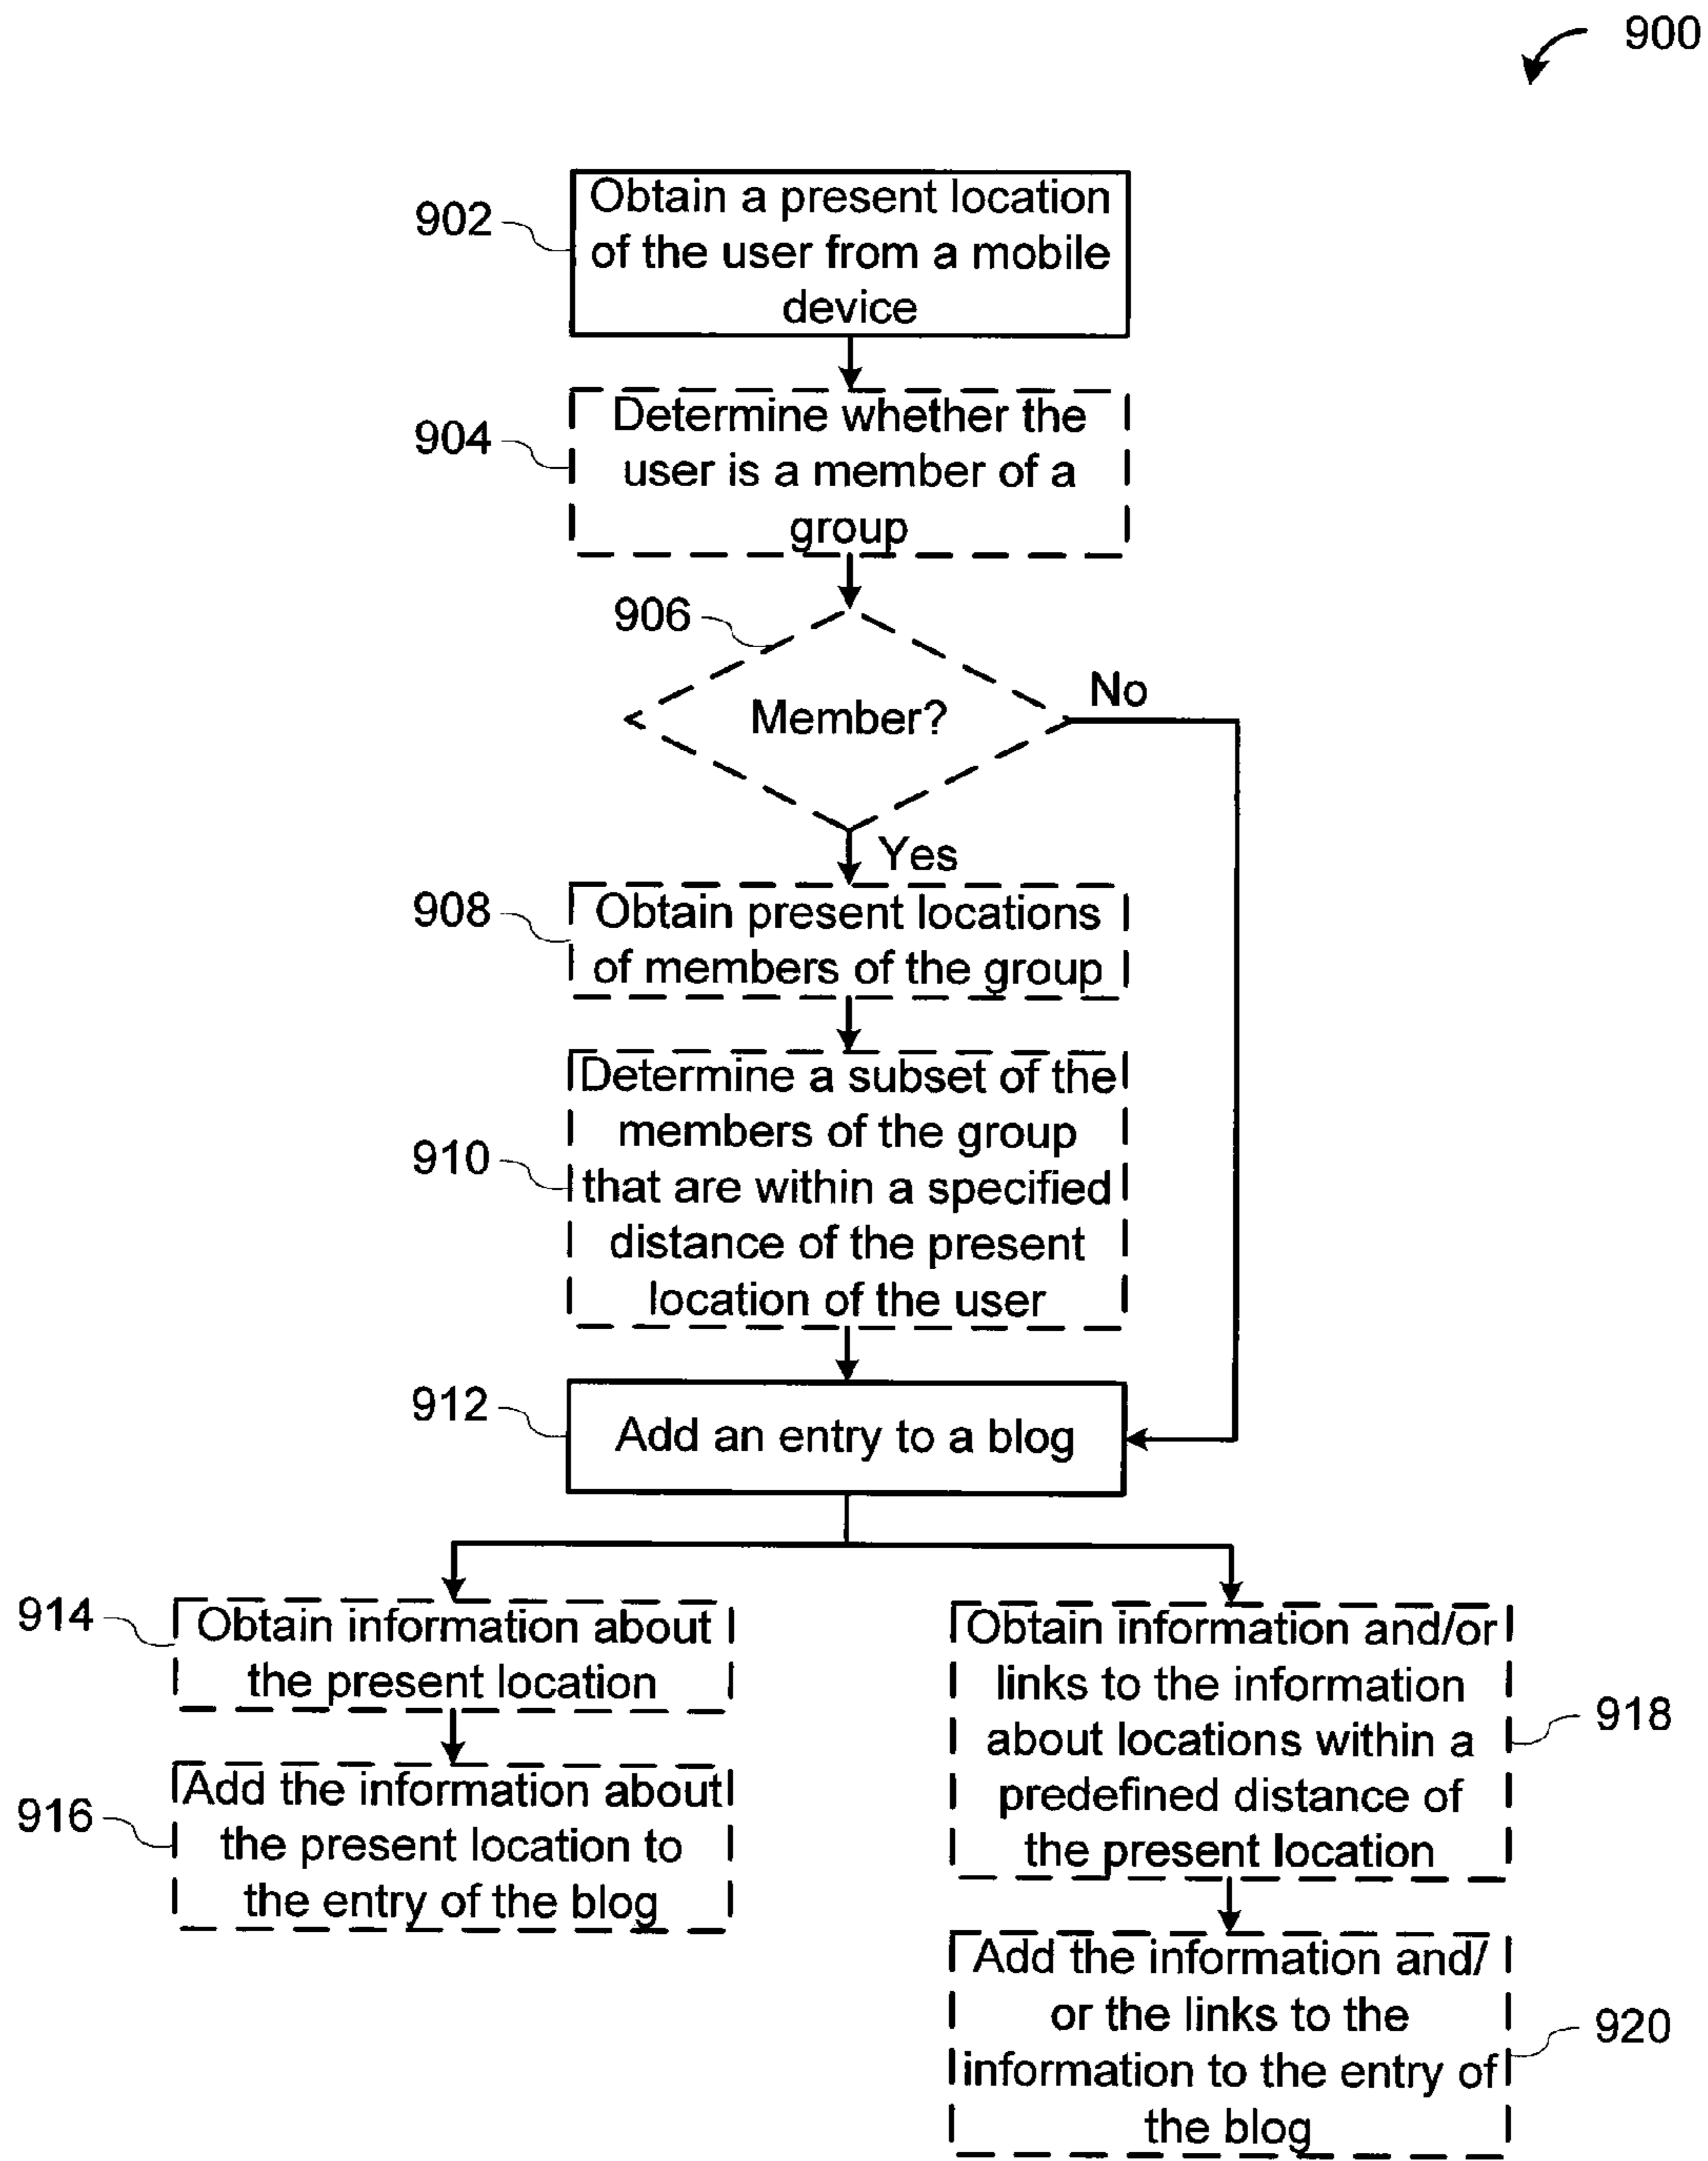 900
902
Obtain a present location
of the user from a mobile
device
904
Determine whether the
user is a member of a
group
906
Member?
No
Yes
908
Obtain present locations
of members of the group
910
Determine a subset of the
members of the group
that are within a specified
distance of the present
location of the user
912
Add an entry to a blog
914
Obtain information about
the present location
916
Add the information about
the present location to
the entry of the blog
918
Obtain information and/or
links to the information
about locations within a
predefined distance of
the present location
920
Add the information and/
or the links to the
information to the entry of
the blog